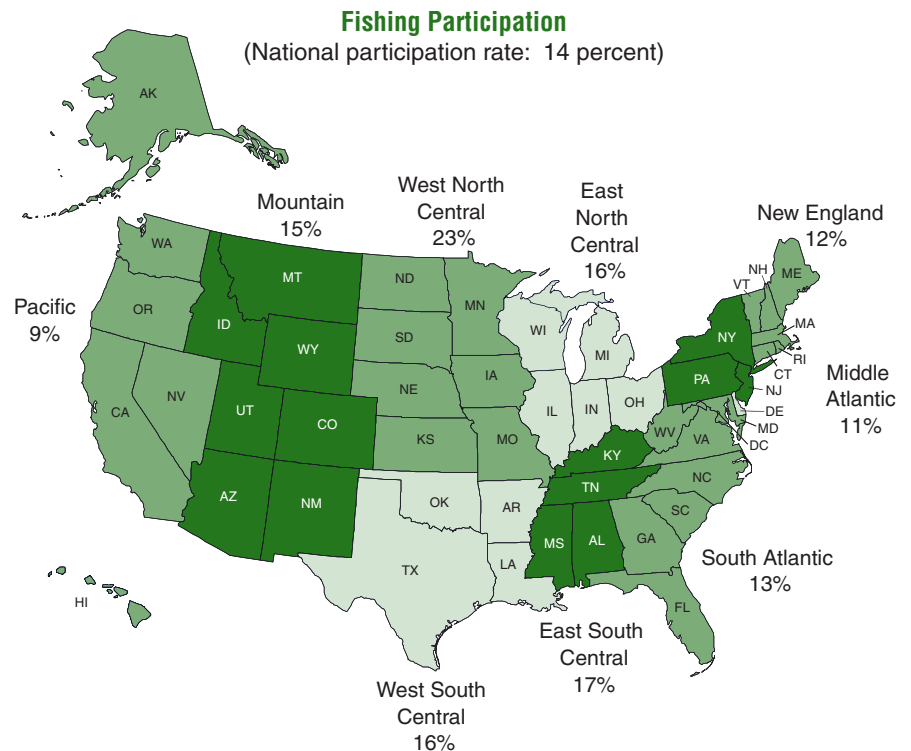 Fishing Participation
(National participation rate: 14 percent)
AK
Mountain
15%
West North
Central
23%
East
North
Central
16%
New England
12%
Pacific
9%
WA
OR
CA
NV
ID
MT
WY
UT
CO
AZ
NM
ND
SD
NE
KS
MN
IA
MO
WI
MI
IL
IN
OH
OK
AR
TX
LA
KY
TN
MS
AL
NY
PA
NJ
VT
NH
ME
MA
RI
CT
DE
MD
DC
WV
VA
NC
SC
GA
FL
HI
Middle
Atlantic
11%
South Atlantic
13%
East South
Central
17%
West South
Central
16%